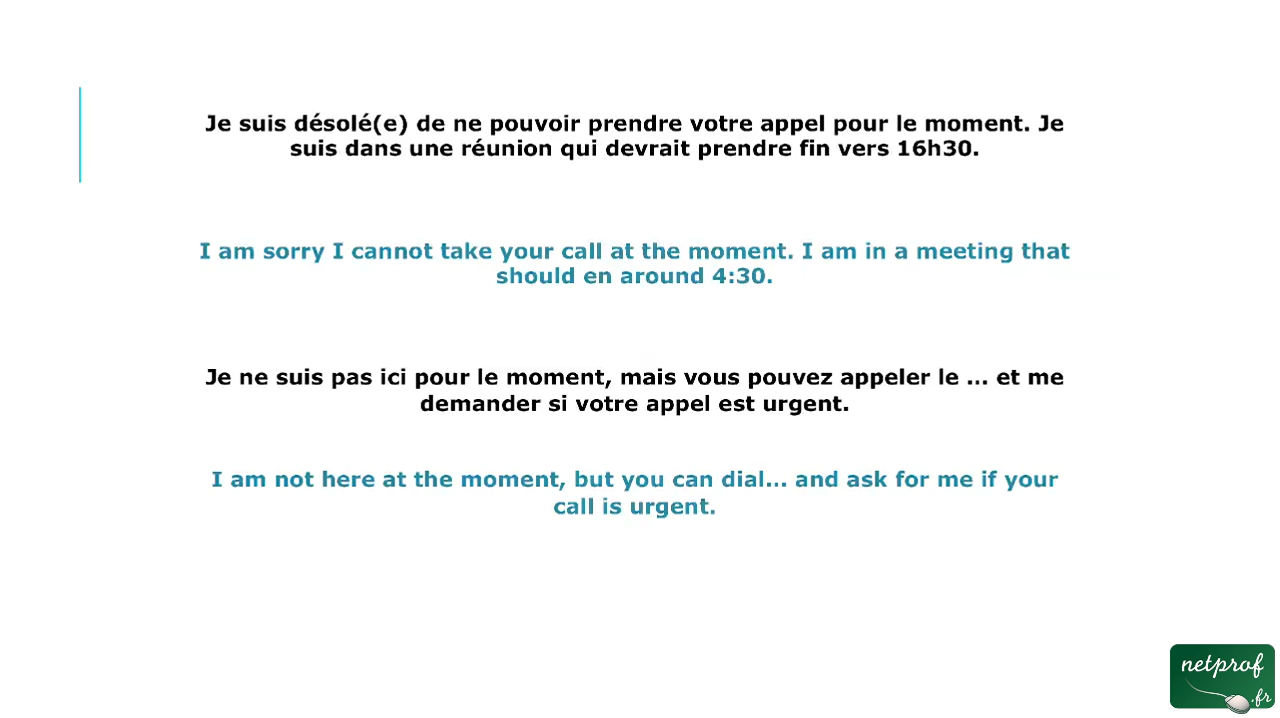 Je suis désolé(e) de ne pouvoir prendre votre appel pour le moment. Je
suis dans une réunion qui devrait prendre fin vers 16h30.
I am sorry I cannot take your call at the moment. I am in a meeting that
should en around 4:30.
Je ne suis pas ici pour le moment, mais vous pouvez appeler le ... et me
demander si votre appel est urgent.
I am not here at the moment, but you can dial... and ask for me if your
call is urgent.
netprof
.fr